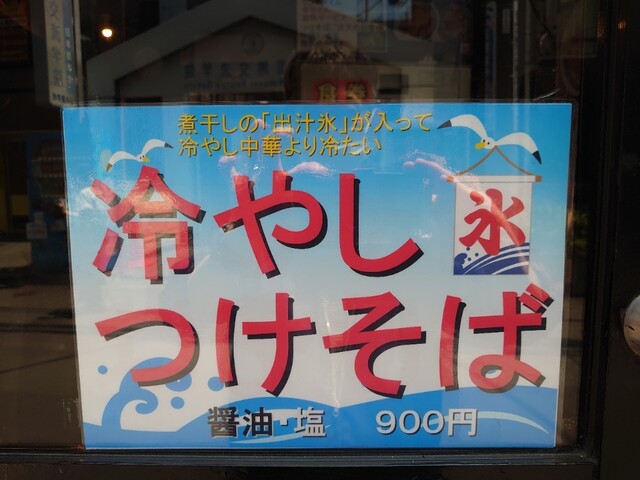 煮干しの「出汁氷」が入って
冷やし中華より冷たい
冷やし
氷
つけそば
醤油・塩 900円